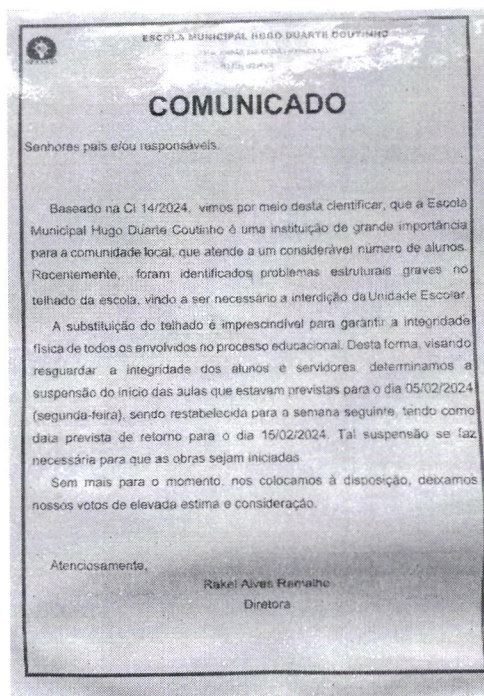 ESCOLA MUNICIPAL HUGO DUARTE COUTINHO
COMUNICADO
Senhores pais e/ou responsáveis.
Baseado na CI 14/2024, vimos por meio desta cientificar, que a Escola
Municipal Hugo Duarte Coutinho é uma instituição de grande importância
para a comunidade local, que atende a um considerável número de alunos.
Recentemente, foram identificados problemas estruturais graves no
telhado da escola, vindo a ser necessário a interdição da Unidade Escolar.
A substituição do telhado é imprescindível para garantir a integridade
física de todos os envolvidos no processo educacional. Desta forma, visando
resguardar a integridade dos alunos e servidores, determinamos a
suspensão do início das aulas que estavam previstas para o dia 05/02/2024
(segunda-feira), sendo restabelecida para a semana seguinte, tendo como
data prevista de retorno para o dia 15/02/2024. Tal suspensão se faz
necessária para que as obras sejam iniciadas.
Sem mais para o momento, nos colocamos à disposição, deixamos
nossos votos de elevada estima e consideração.
Atenciosamente,
Rakel Alves Ramalho
Diretora